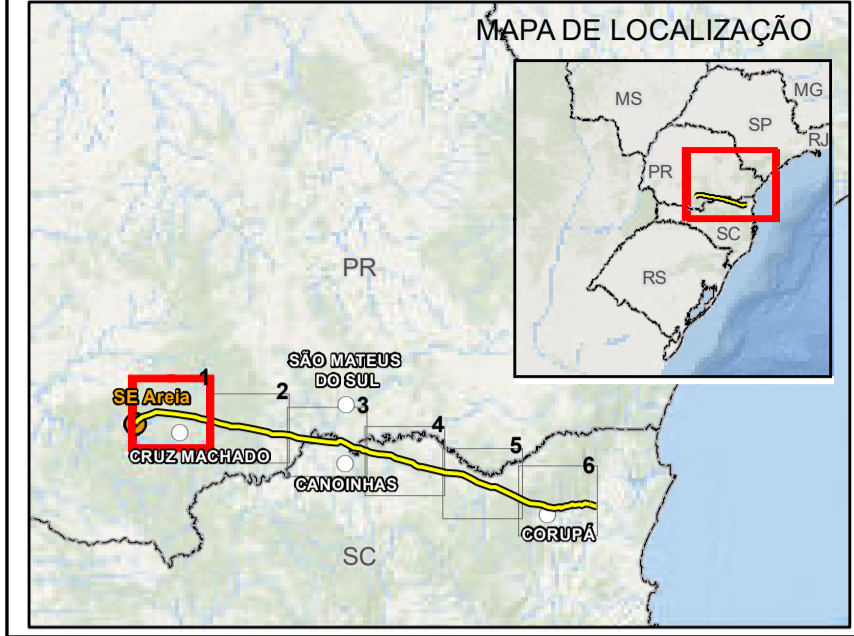 MAPA DE LOCALIZAÇÃO
MS
MG
SP
RJ
PR
SC
RS
PR
SÃO MATEUS
DO SUL
1
SE Areia
2
3
CRUZ MACHADO
4
CANOINHAS
5
6
CORUPÁ
SC